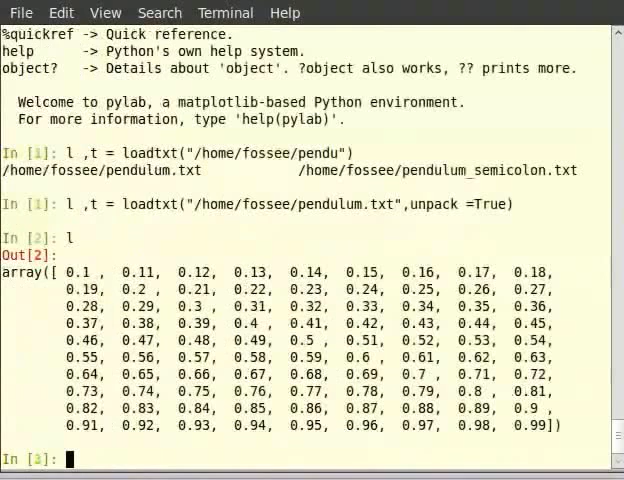 File Edit View Search Terminal Help
%quickref -> Quick reference.
help      -> Python's own help system.
object?   -> Details about 'object'. ?object also works, ?? prints more.
  Welcome to pylab, a matplotlib-based Python environment.
  For more information, type 'help(pylab)'.
In [1]: l ,t = loadtxt("/home/fossee/pendu")
/home/fossee/pendulum.txt            /home/fossee/pendulum_semicolon.txt
In [1]: l ,t = loadtxt("/home/fossee/pendulum.txt",unpack =True)
In [2]: l
Out[2]:
array([ 0.1 ,  0.11,  0.12,  0.13,  0.14,  0.15,  0.16,  0.17,  0.18,
        0.19,  0.2 ,  0.21,  0.22,  0.23,  0.24,  0.25,  0.26,  0.27,
        0.28,  0.29,  0.3 ,  0.31,  0.32,  0.33,  0.34,  0.35,  0.36,
        0.37,  0.38,  0.39,  0.4 ,  0.41,  0.42,  0.43,  0.44,  0.45,
        0.46,  0.47,  0.48,  0.49,  0.5 ,  0.51,  0.52,  0.53,  0.54,
        0.55,  0.56,  0.57,  0.58,  0.59,  0.6 ,  0.61,  0.62,  0.63,
        0.64,  0.65,  0.66,  0.67,  0.68,  0.69,  0.7 ,  0.71,  0.72,
        0.73,  0.74,  0.75,  0.76,  0.77,  0.78,  0.79,  0.8 ,  0.81,
        0.82,  0.83,  0.84,  0.85,  0.86,  0.87,  0.88,  0.89,  0.9 ,
        0.91,  0.92,  0.93,  0.94,  0.95,  0.96,  0.97,  0.98,  0.99])
In [3]: